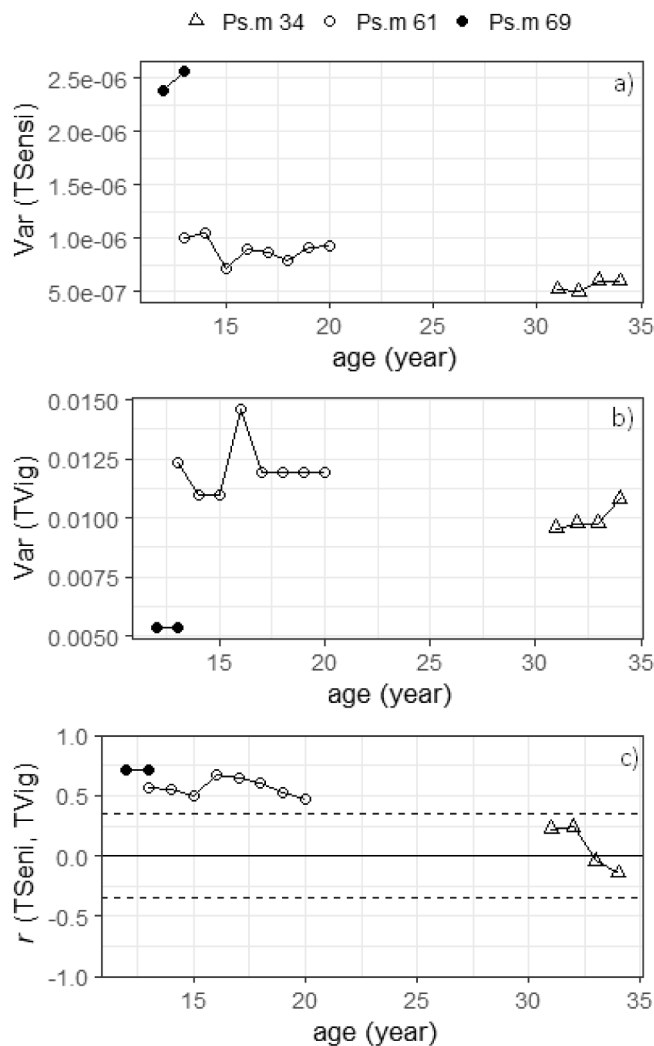 Ps.m 34 Ps.m 61 Ps.m 69
a)
Var (TSensi)
2.5e-06
2.0e-06
1.5e-06
1.0e-06
5.0e-07
15 20 25 30 35
age (year)
b)
Var (TVig)
0.0150
0.0125
0.0100
0.0075
0.0050
15 20 25 30 35
age (year)
c)
r (TSeni, TVig)
1.0
0.5
0.0
-0.5
-1.0
15 20 25 30 35
age (year)